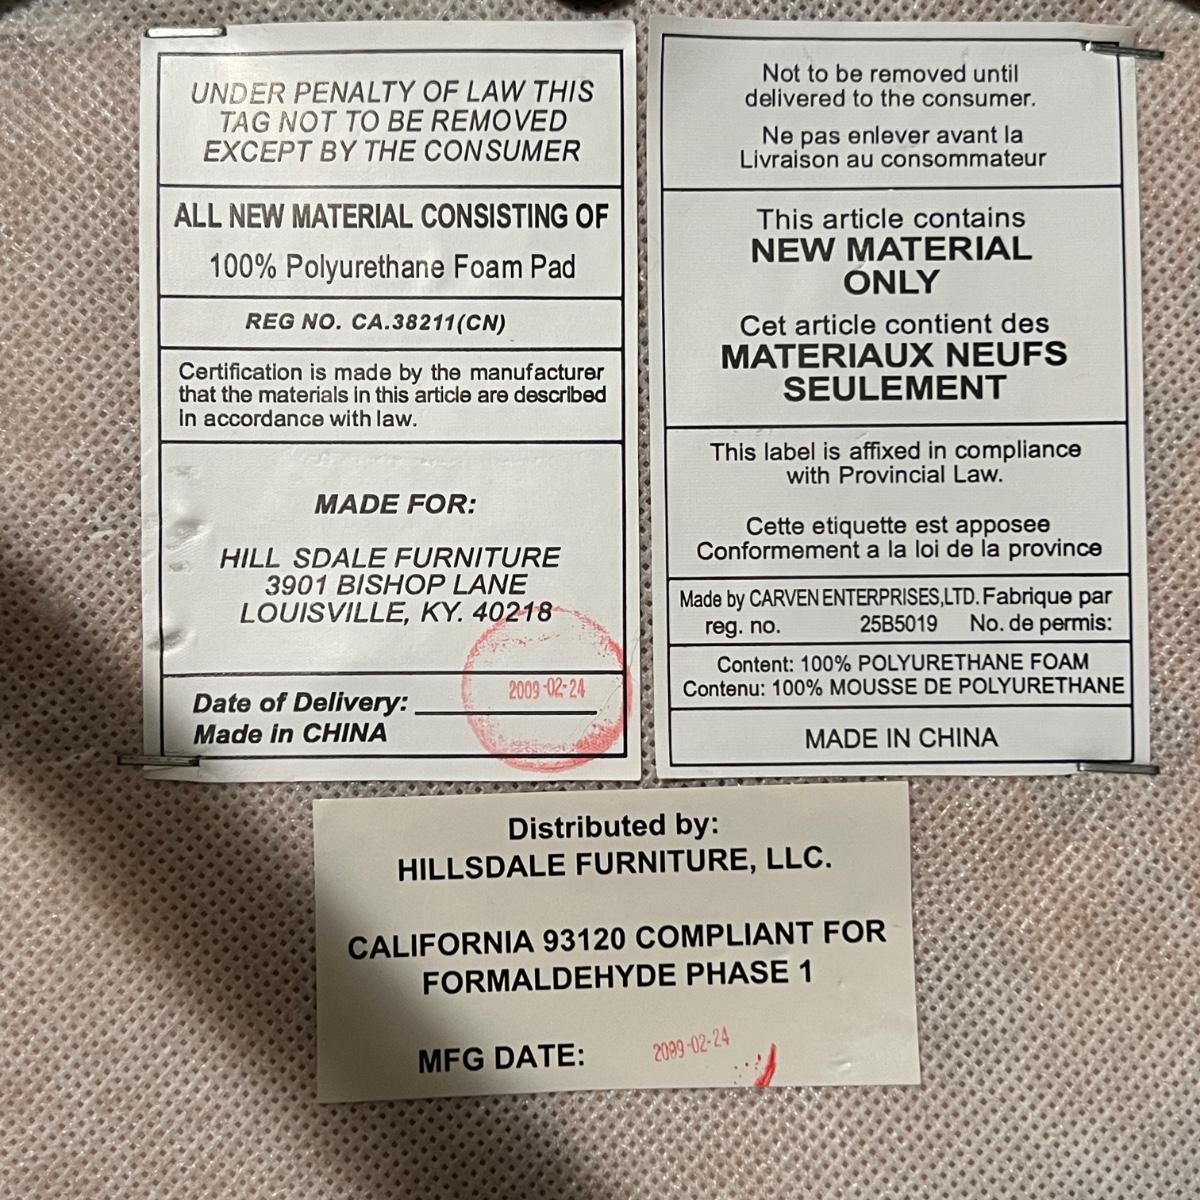 UNDER PENALTY OF LAW THIS
TAG NOT TO BE REMOVED
EXCEPT BY THE CONSUMER
ALL NEW MATERIAL CONSISTING OF
100% Polyurethane Foam Pad
REG NO. CA.38211(CN)
Certification is made by the manufacturer
that the materials in this article are described
in accordance with law.
MADE FOR:
HILL SDALE FURNITURE
3901 BISHOP LANE
LOUISVILLE, KY. 40218
2009-02-24
Date of Delivery:
Made in CHINA
Not to be removed until
delivered to the consumer.
Ne pas enlever avant la
Livraison au consommateur
This article contains
NEW MATERIAL
ONLY
Cet article contient des
MATERIAUX NEUFS
SEULEMENT
This label is affixed in compliance
with Provincial Law.
Cette etiquette est apposee
Conformement a la loi de la province
Made by CARVEN ENTERPRISES,LTD. Fabrique par
reg. no. 25B5019 No. de permis:
Content: 100% POLYURETHANE FOAM
Contenu: 100% MOUSSE DE POLYURETHANE
MADE IN CHINA
Distributed by:
HILLSDALE FURNITURE, LLC.
CALIFORNIA 93120 COMPLIANT FOR
FORMALDEHYDE PHASE 1
MFG DATE: 2009-02-24